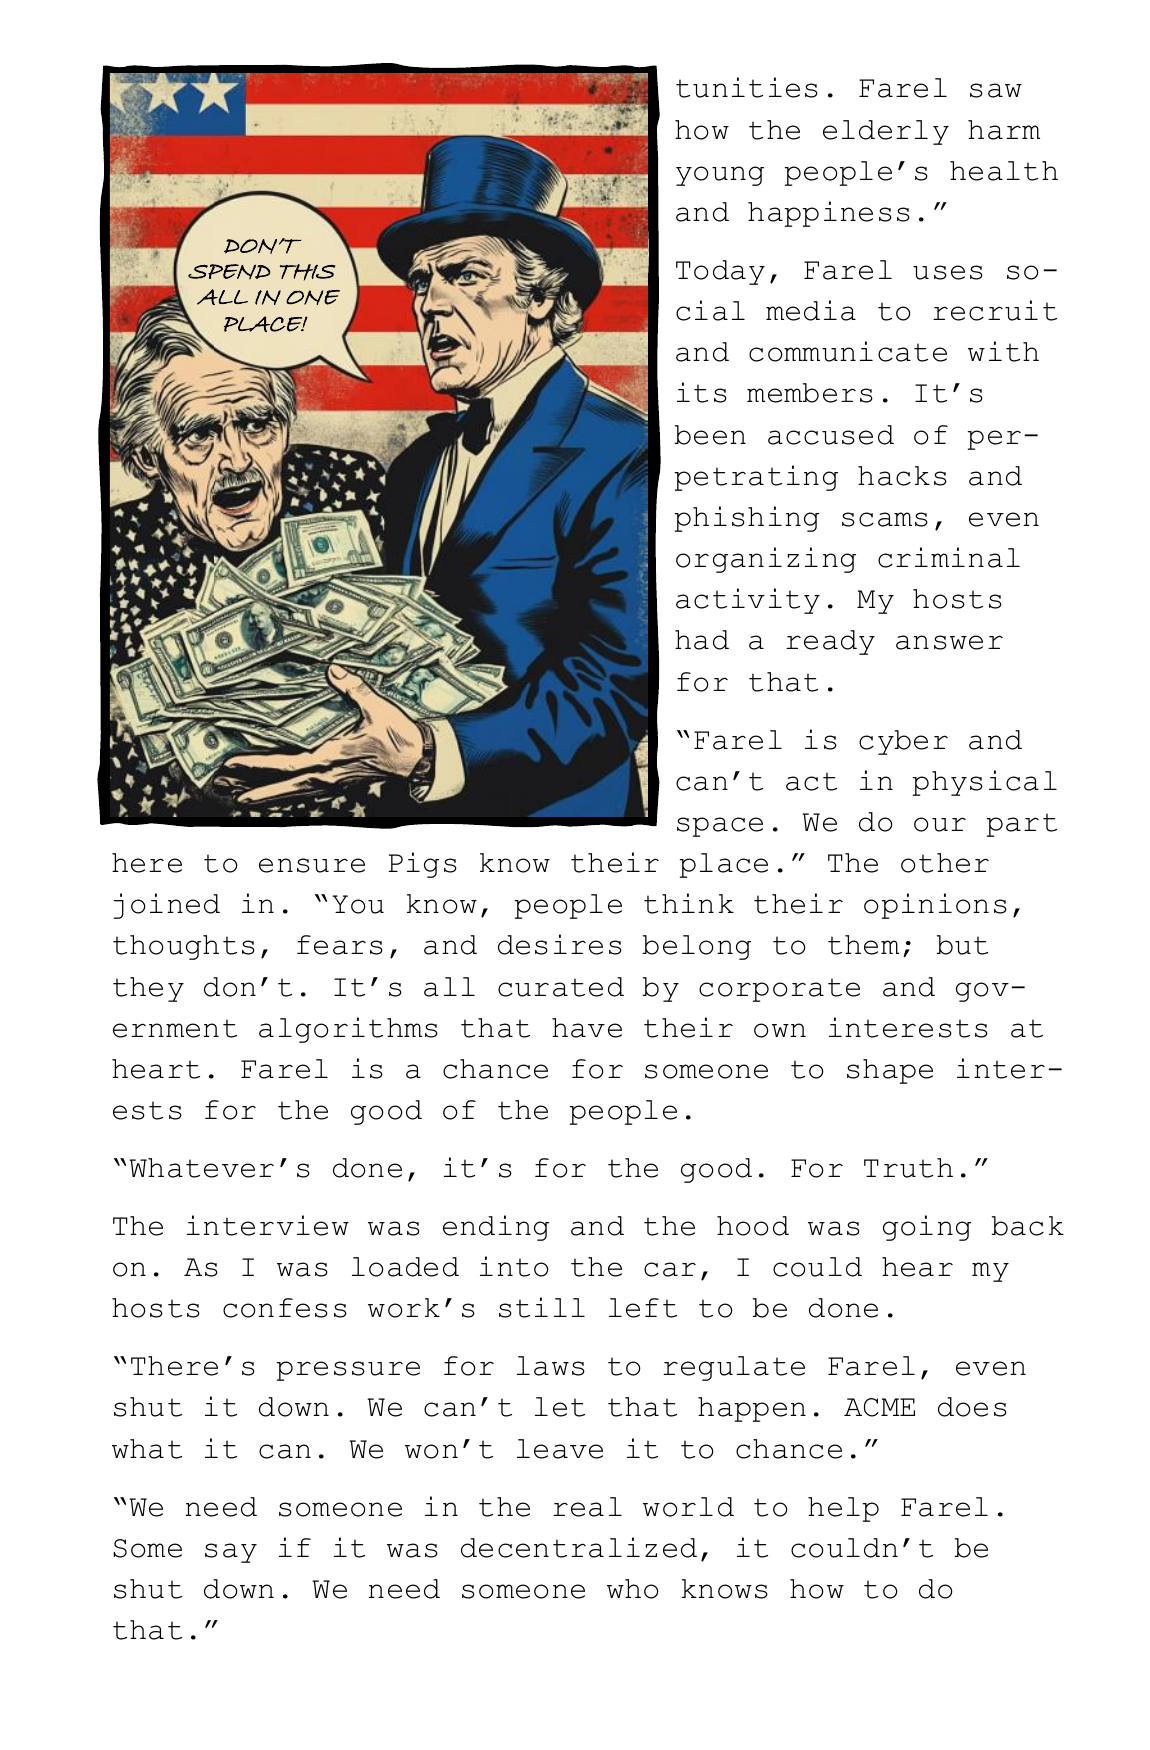 DON'T
SPEND THIS
ALL IN ONE
PLACE!
tunities. Farel saw
how the elderly harm
young people’s health
and happiness.”
Today, Farel uses so-
cial media to recruit
and communicate with
its members. It’s
been accused of per-
petrating hacks and
phishing scams, even
organizing criminal
activity. My hosts
had a ready answer
for that.
“Farel is cyber and
can’t act in physical
space. We do our part
here to ensure Pigs know their place.” The other
joined in. “You know, people think their opinions,
thoughts, fears, and desires belong to them; but
they don’t. It’s all curated by corporate and gov-
ernment algorithms that have their own interests at
heart. Farel is a chance for someone to shape inter-
ests for the good of the people.
“Whatever’s done, it’s for the good. For Truth.”
The interview was ending and the hood was going back
on. As I was loaded into the car, I could hear my
hosts confess work’s still left to be done.
“There’s pressure for laws to regulate Farel, even
shut it down. We can’t let that happen. ACME does
what it can. We won’t leave it to chance.”
“We need someone in the real world to help Farel.
Some say if it was decentralized, it couldn’t be
shut down. We need someone who knows how to do
that.”